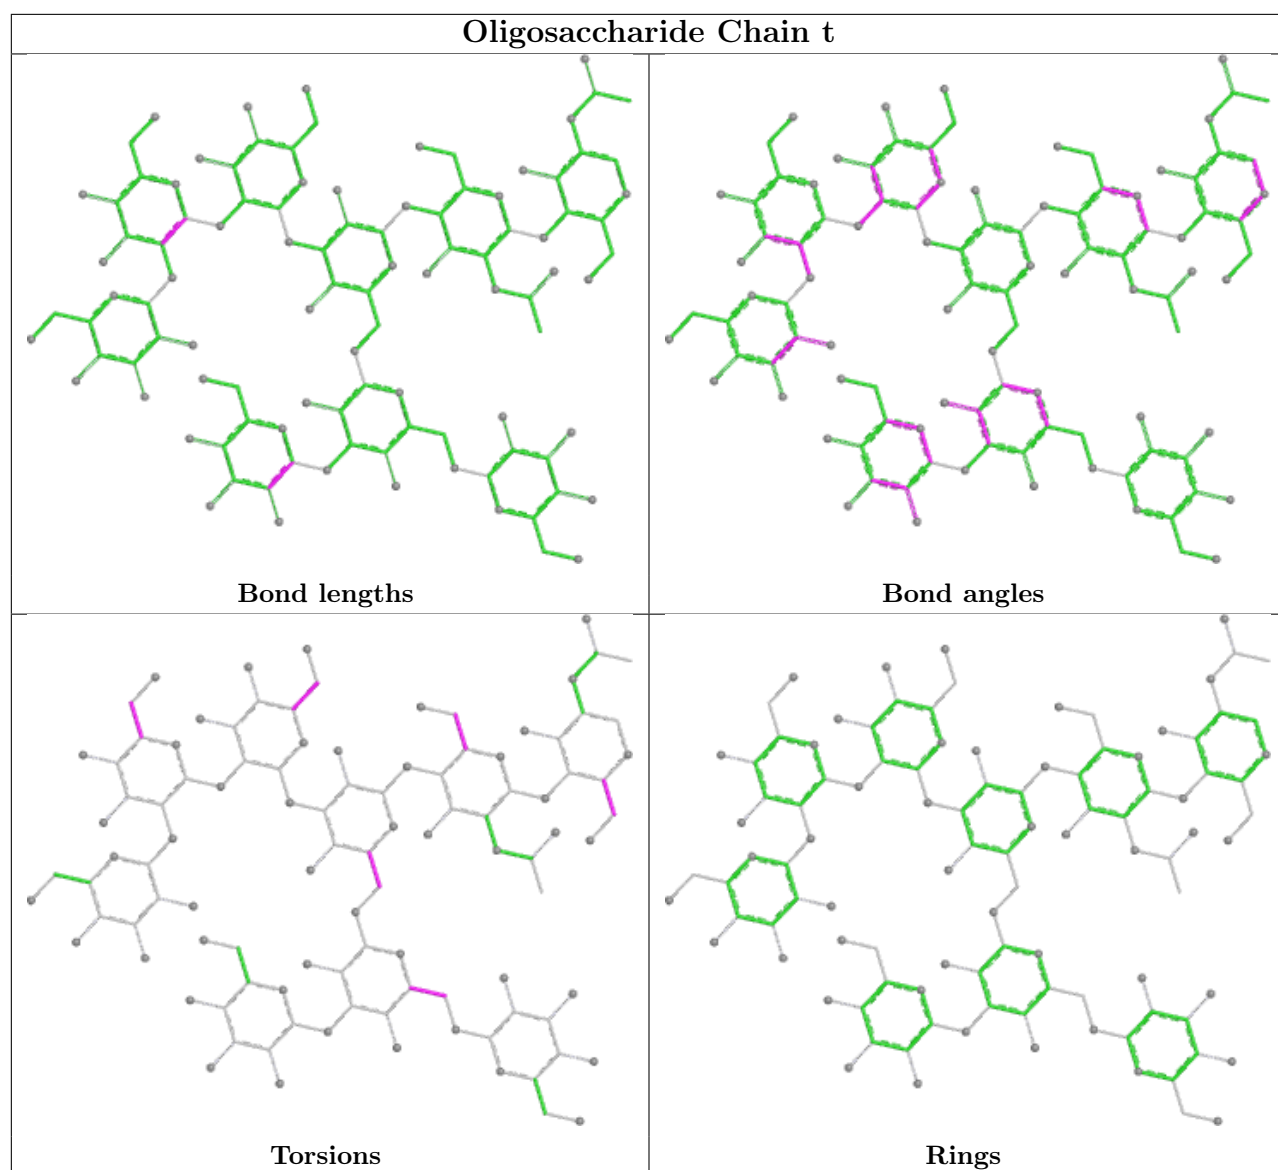 Oligosaccharide Chain t
Bond lengths
Bond angles
Torsions
Rings